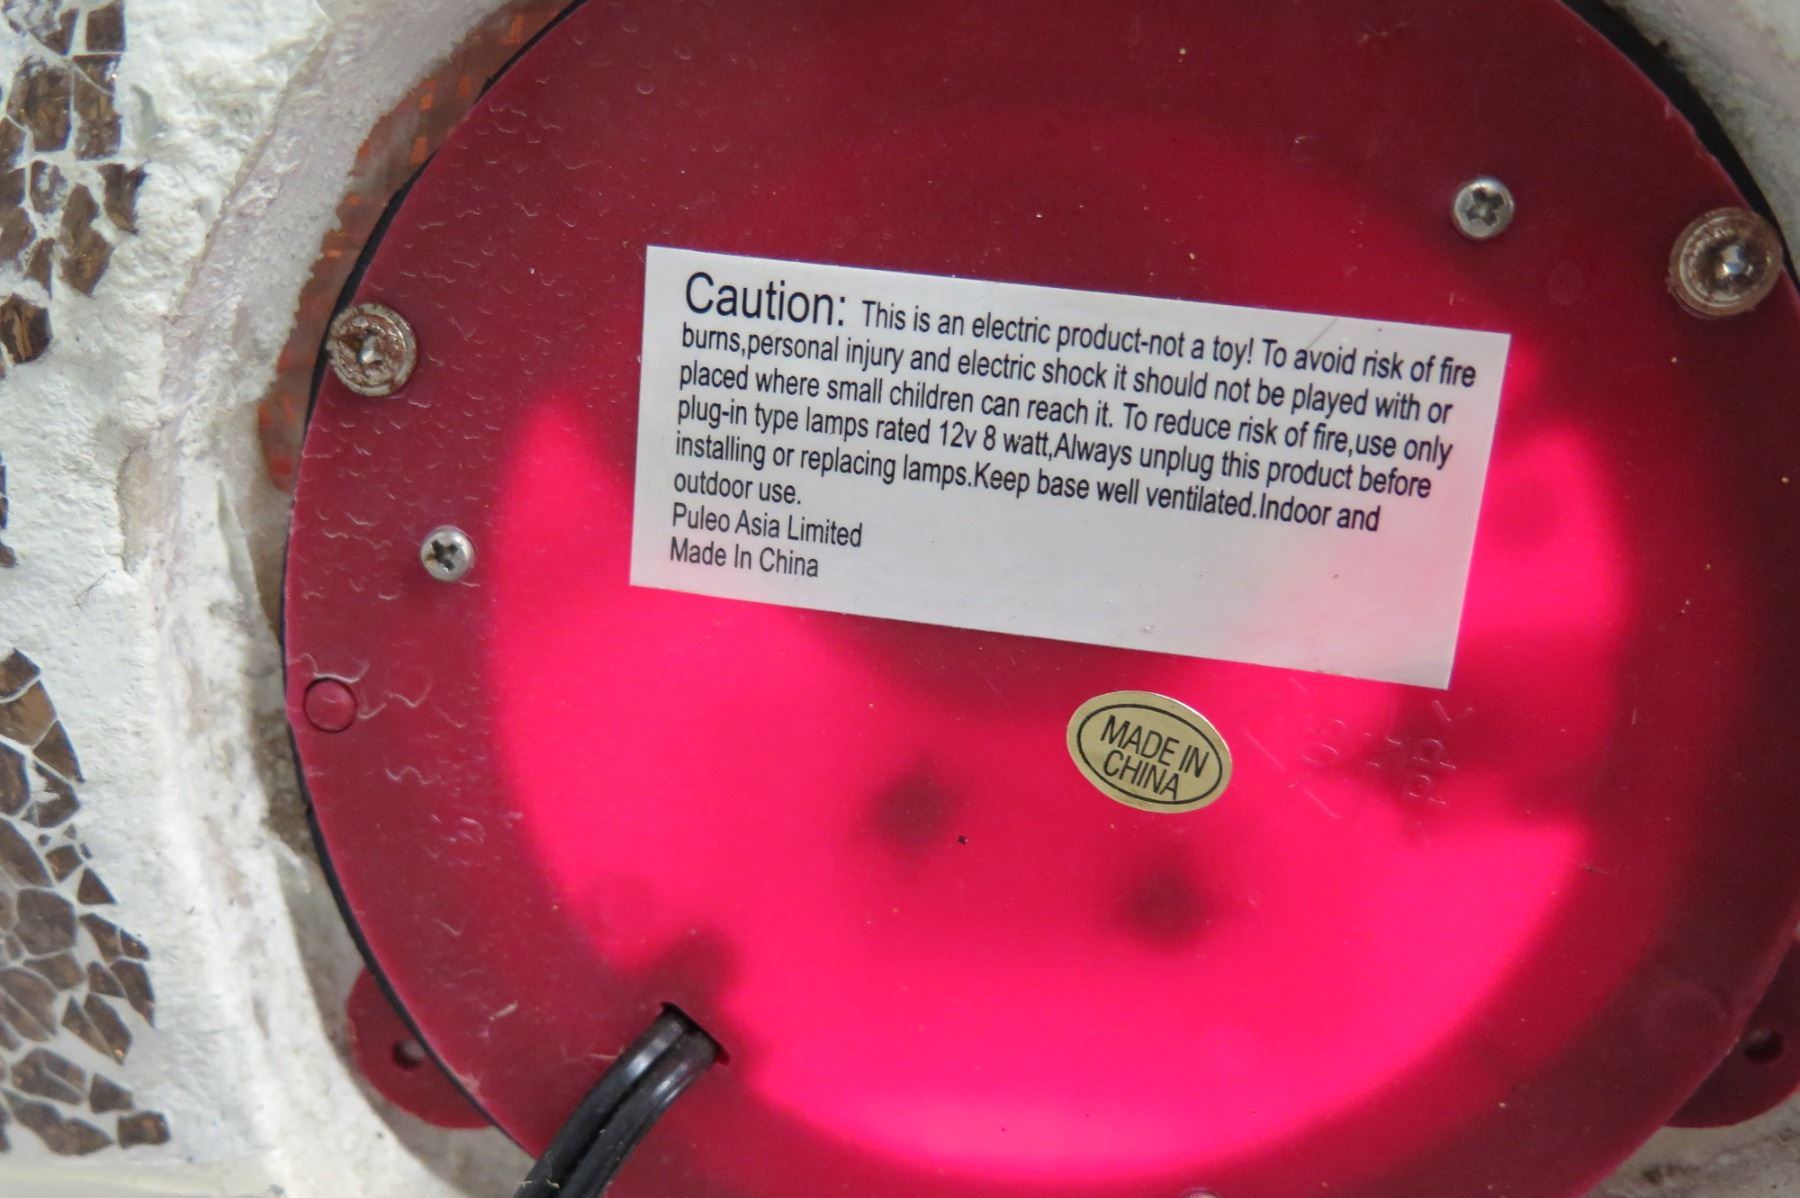 Caution: This is an electric product-not a toy! To avoid risk of fire
burns,personal injury and electric shock it should not be played with or
placed where small children can reach it. To reduce risk of fire,use only
plug-in type lamps rated 12v 8 watt,Always unplug this product before
installing or replacing lamps.Keep base well ventilated.Indoor and
outdoor use.
Puleo Asia Limited
Made In China
MADE IN
CHINA